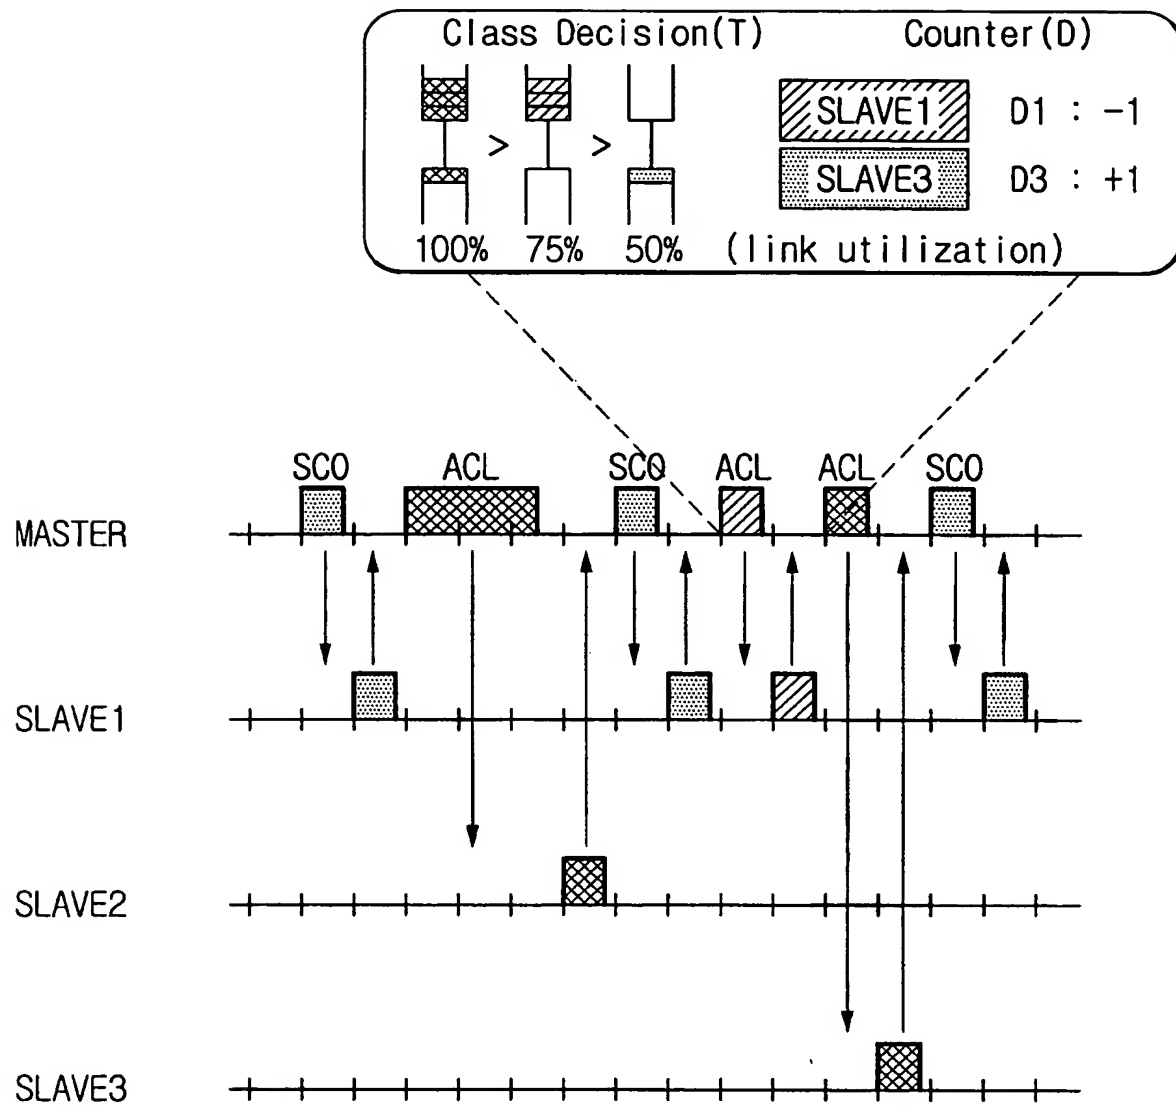 Class Decision(T) Counter(D)
> >
SLAVE1 D1 : -1
SLAVE3 D3 : +1
100% 75% 50% (link utilization)
SCO ACL SCO ACL ACL SCO
MASTER
SLAVE1
SLAVE2
SLAVE3